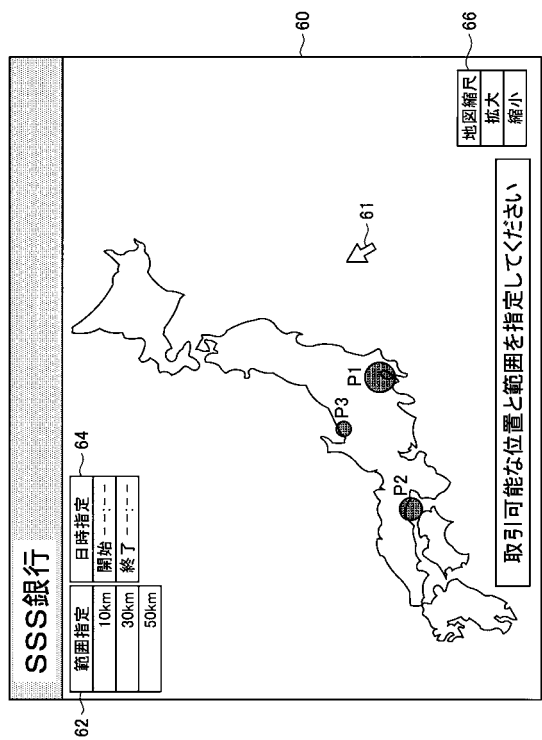 SSS銀行
範囲指定
10km
30km
50km
日時指定
開始 --:--
終了 --:--
P1
P2
P3
地図縮尺
拡大
縮小
取引可能な位置と範囲を指定してください
60
61
62
64
66